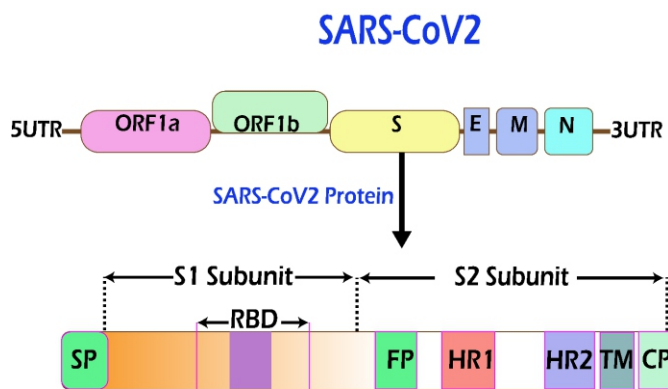 SARS-CoV2
5UTR ORF1a ORF1b S E M N 3UTR
SARS-CoV2 Protein
S1 Subunit S2 Subunit
RBD
SP FP HR1 HR2 TM CP